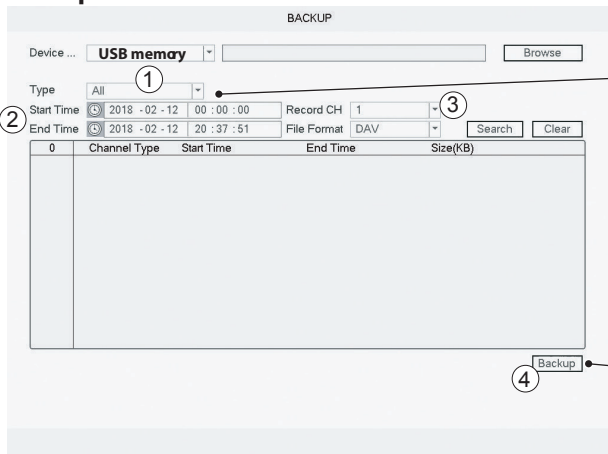 BACKUP
Device ... USB memory Browse
1
Type All
Start Time 2018 - 02 - 12 00 : 00 : 00 Record CH 1 3
2
End Time 2018 - 02 - 12 20 : 37 : 51 File Format DAV Search Clear
0 Channel Type Start Time End Time Size(KB)
Backup
4